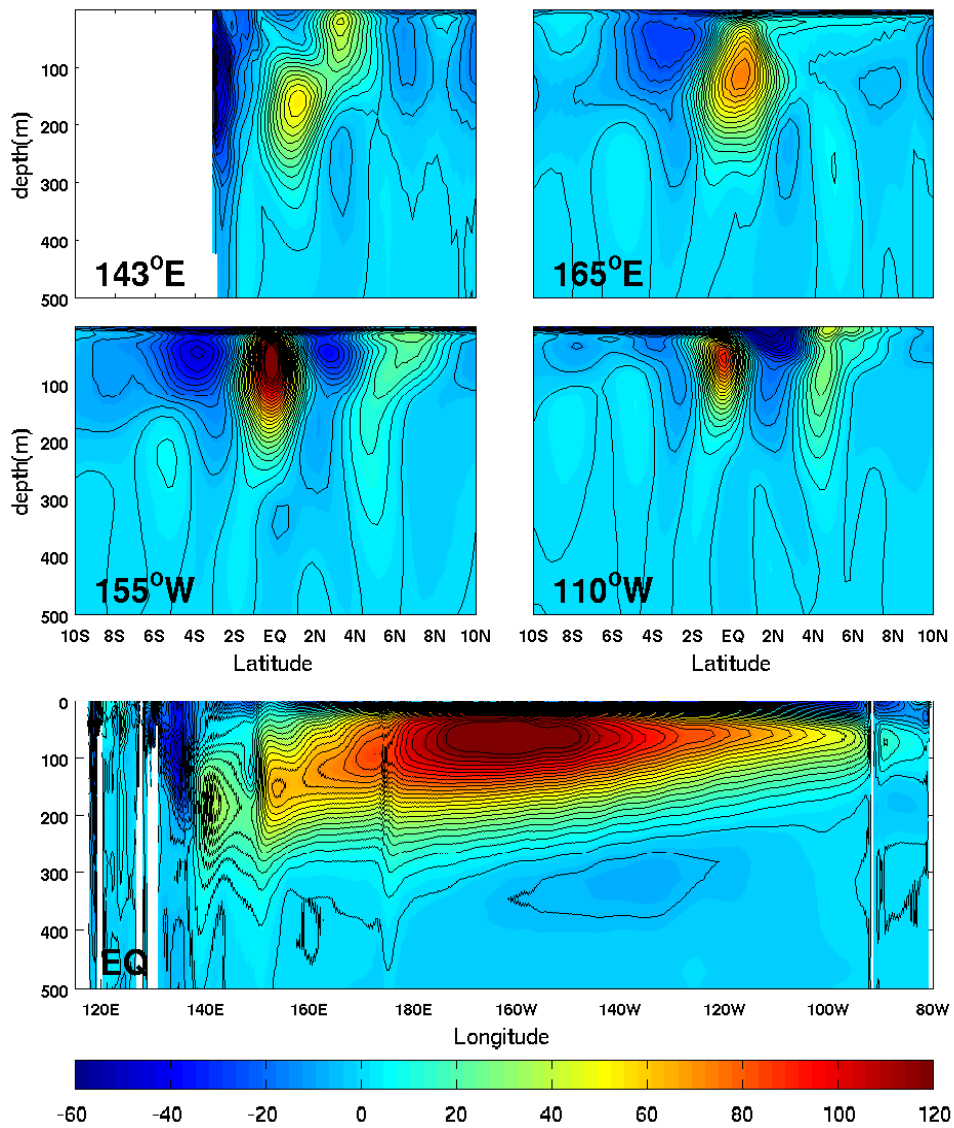 depth(m)
100
200
300
400
500
143°E
165°E
depth(m)
100
200
300
400
500
155°W
110°W
10S 8S 6S 4S 2S EQ 2N 4N 6N 8N 10N
10S 8S 6S 4S 2S EQ 2N 4N 6N 8N 10N
Latitude
Latitude
0
100
200
300
400
500
EQ
120E 140E 160E 180E 160W 140W 120W 100W 80W
Longitude
-60 -40 -20 0 20 40 60 80 100 120